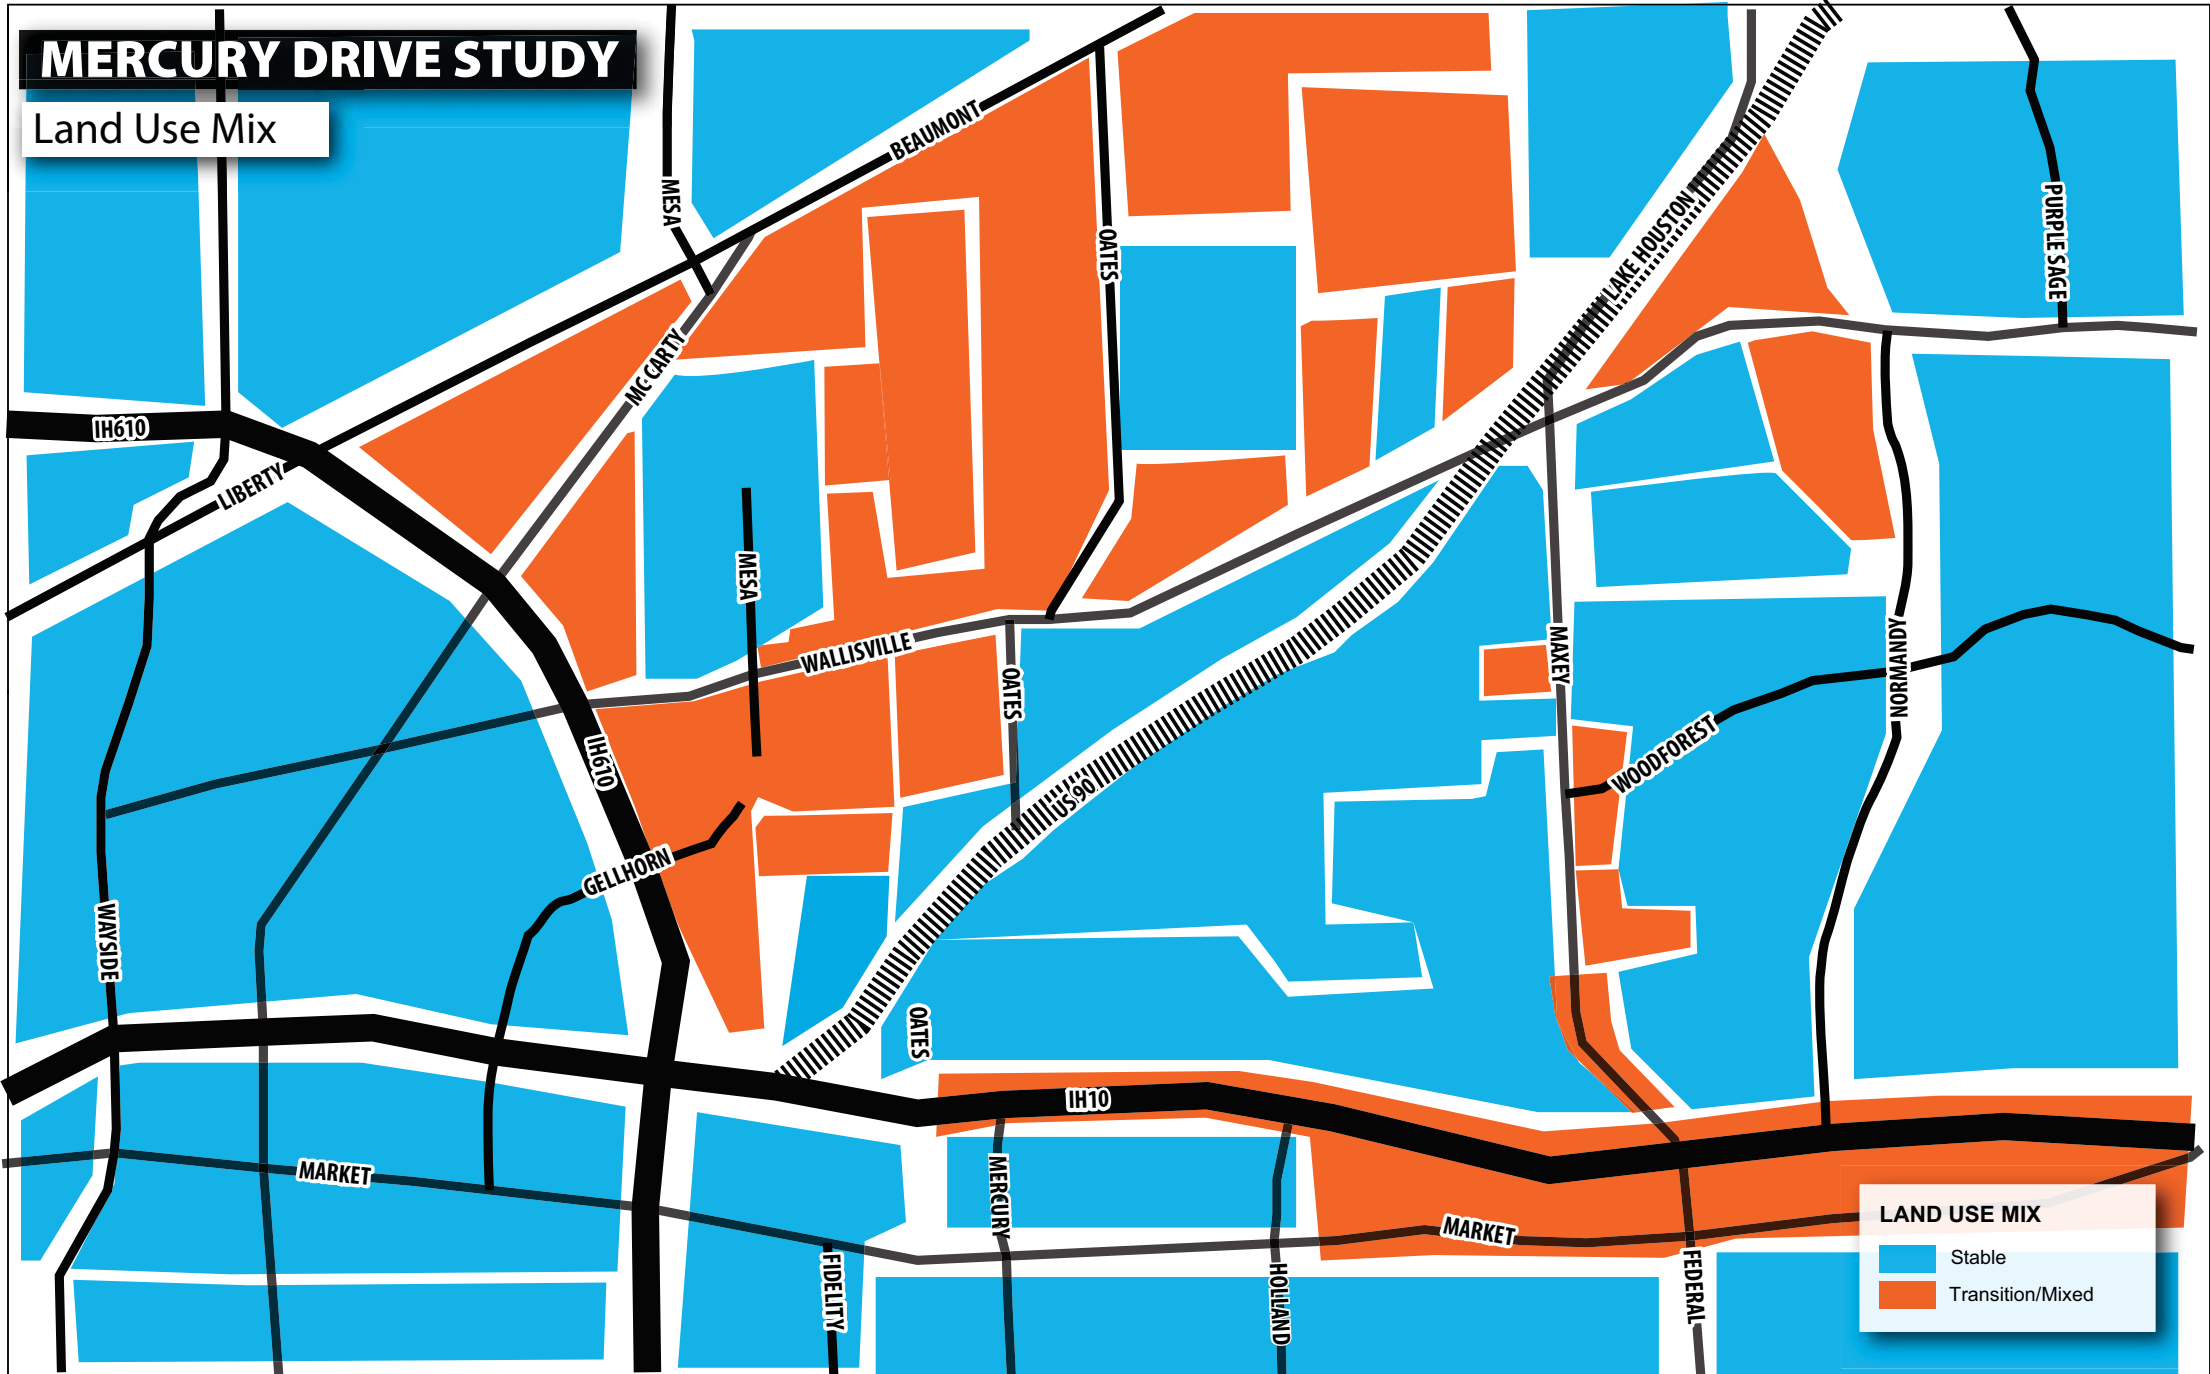 MERCURY DRIVE STUDY
Land Use Mix
BEAUMONT
MESA
PURPLE SAGE
LAKE HOUSTON
OATES
MC CARTY
IH610
LIBERTY
MESA
WALLISVILLE
MAXEY
NORMANDY
OATES
IH610
WOODFOREST
US 90
GELLHORN
WAYSIDE
OATES
IH10
MARKET
MERCURY
MARKET
FIDELITY
HOLLAND
FEDERAL
LAND USE MIX
Stable
Transition/Mixed